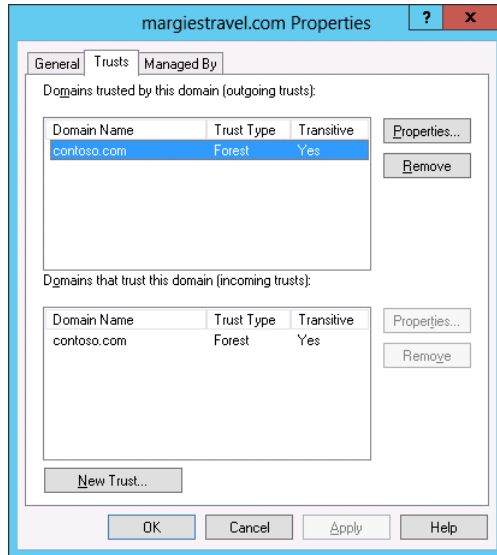 margiestravel.com Properties ? x
General Trusts Managed By
Domains trusted by this domain (outgoing trusts):
Domain Name Trust Type Transitive
contoso.com Forest Yes
Properties...
Remove
Domains that trust this domain (incoming trusts):
Domain Name Trust Type Transitive
contoso.com Forest Yes
Properties...
Remove
New Trust...
OK Cancel Apply Help